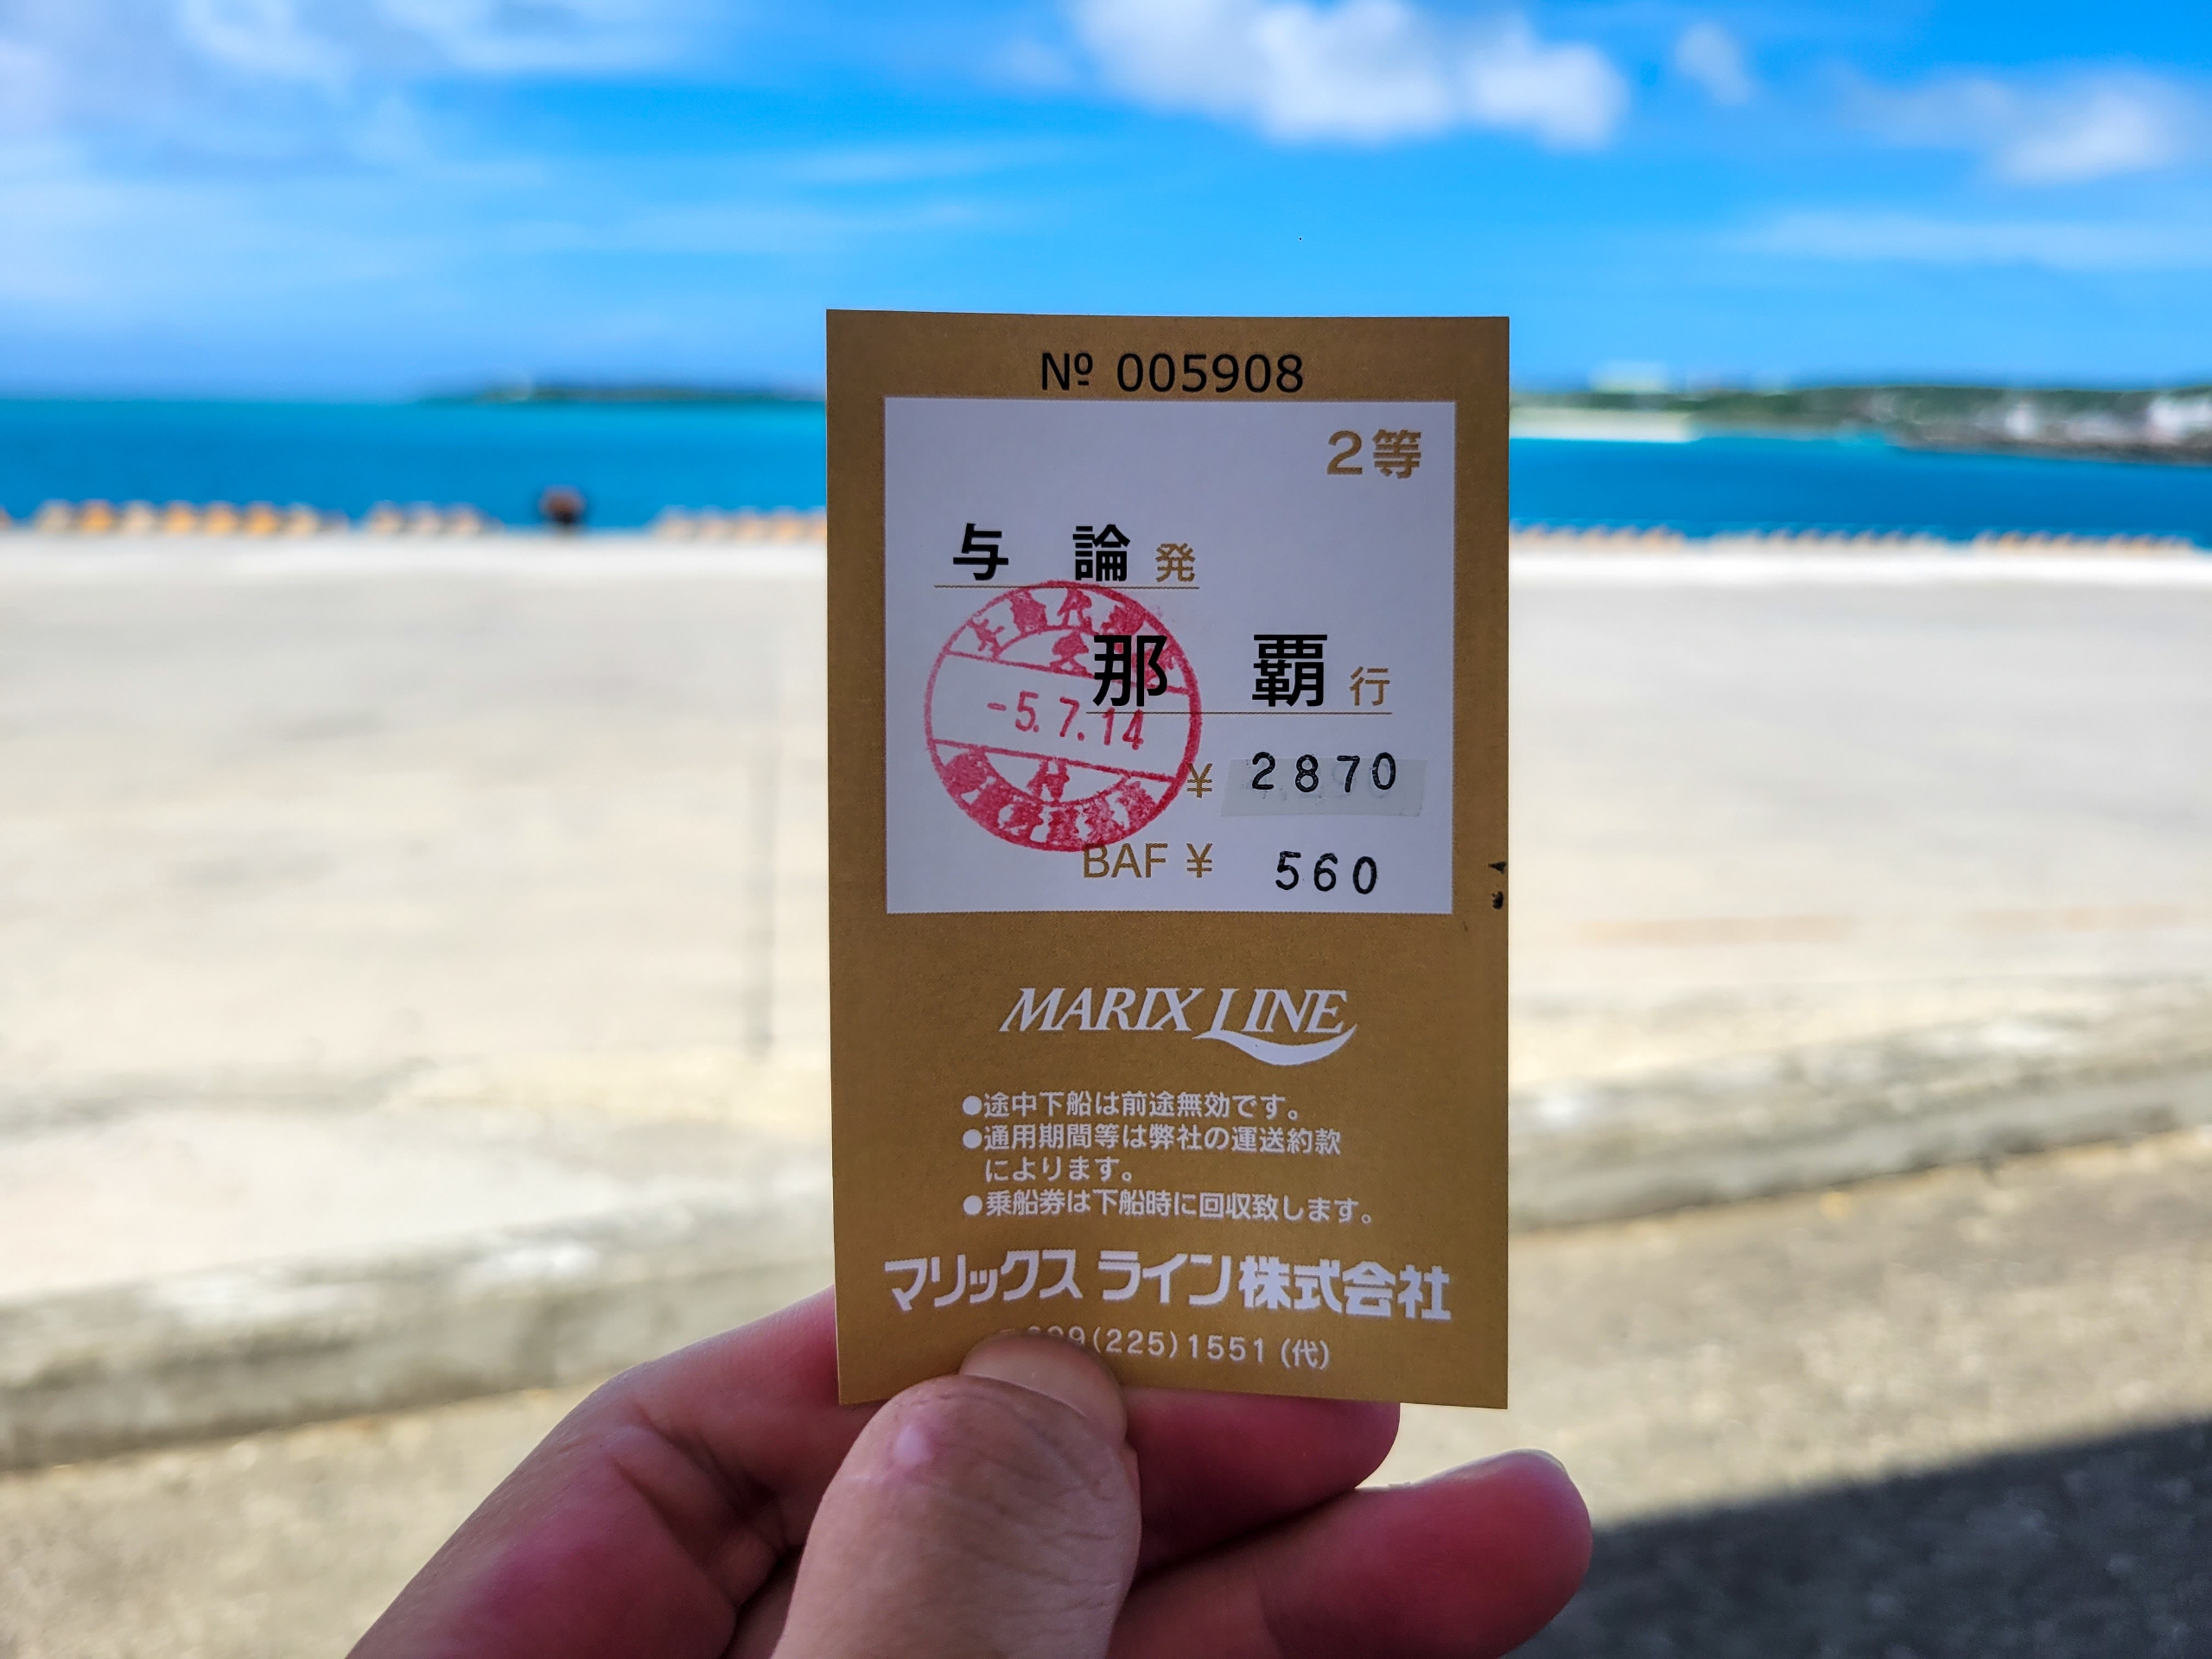 № 005908
2等
与 論 発
那 覇 行
-5.7.14
付
¥ 2870
BAF ¥ 560
MARIX LINE
●途中下船は前途無効です。
●通用期間等は弊社の運送約款
によります。
●乗船券は下船時に回収致します。
マリックス ライン株式会社
9(225)1551(代)